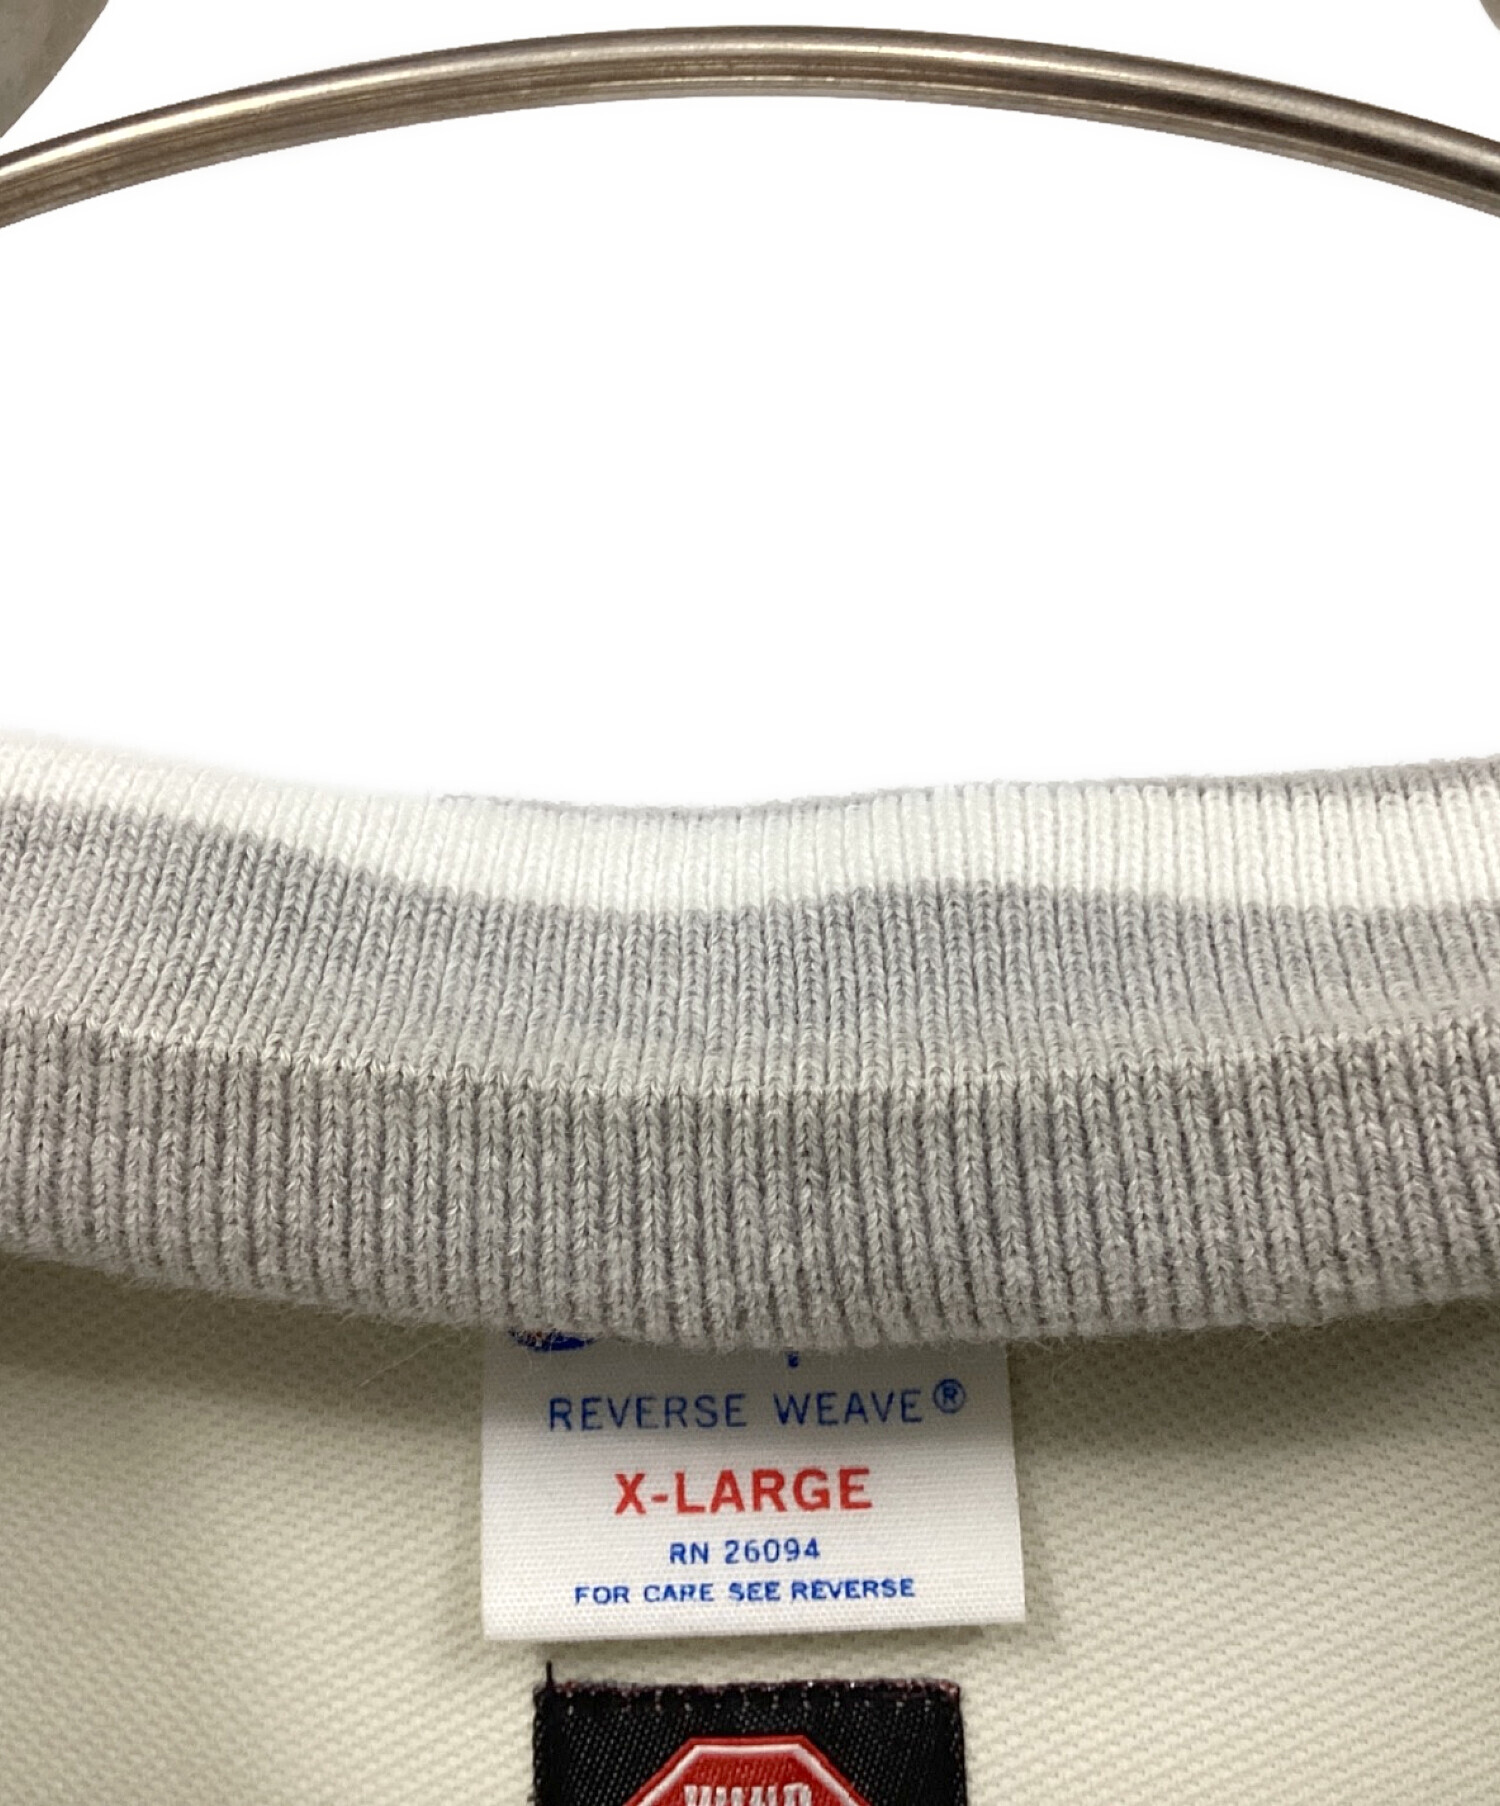 REVERSE WEAVE®
X-LARGE
RN 26094
FOR CARE SEE REVERSE